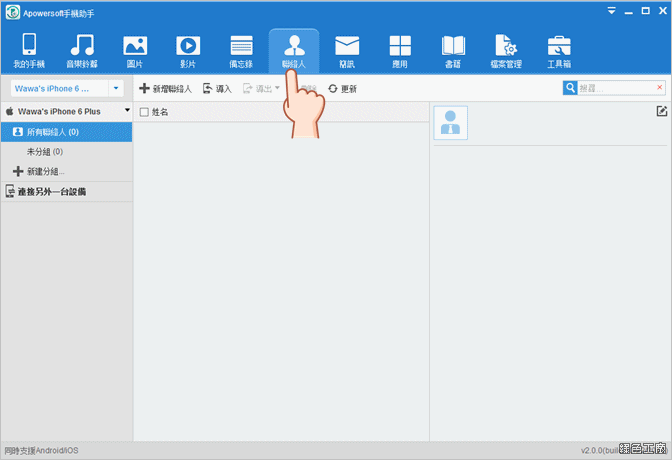 Apowersoft手機助手
我的手機 音樂鈴聲 圖片 影片 備忘錄 聯絡人 簡訊 應用 書籍 檔案管理 工具箱
Wawa's iPhone 6 ... 新增聯絡人 導入 導出 更新 搜尋...
Wawa's iPhone 6 Plus 姓名
所有聯絡人 (0)
未分組 (0)
新建分組...
連接另外一台設備
同時支援Android/iOS v2.0.0
綠色工廠